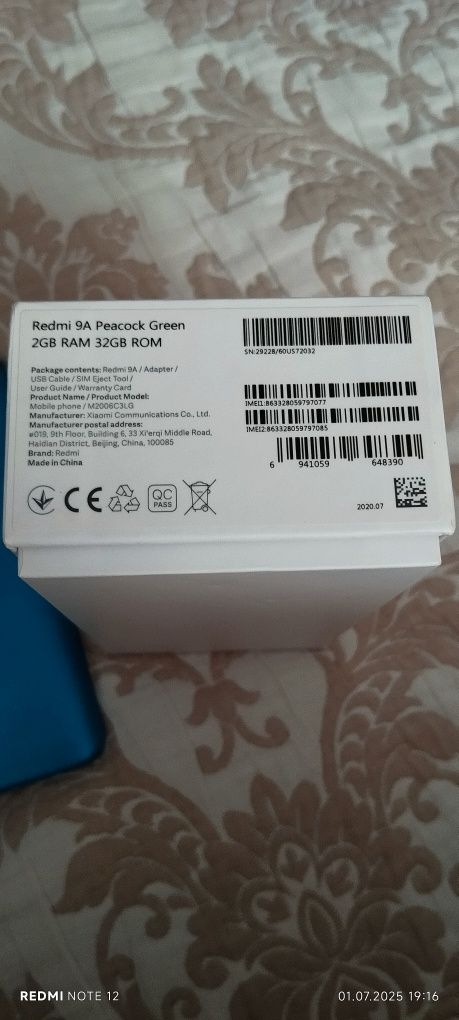 Redmi 9A Peacock Green
2GB RAM 32GB ROM
SN:29228/60US72032
Package contents: Redmi 9A / Adapter /
USB Cable / SIM Eject Tool /
User Guide / Warranty Card
Product Name / Product Model:
Mobile phone / M2006C3LG
Manufacturer: Xiaomi Communications Co., Ltd.
Manufacturer postal address:
#019, 9th Floor, Building 6, 33 Xi'erqi Middle Road,
Haidian District, Beijing, China, 100085
Brand: Redmi
Made in China
IMEI1:863328059797077
IMEI2:863328059797085
6 941059 648390
CE
QC
PASS
2020.07
REDMI NOTE 12
01.07.2025 19:16